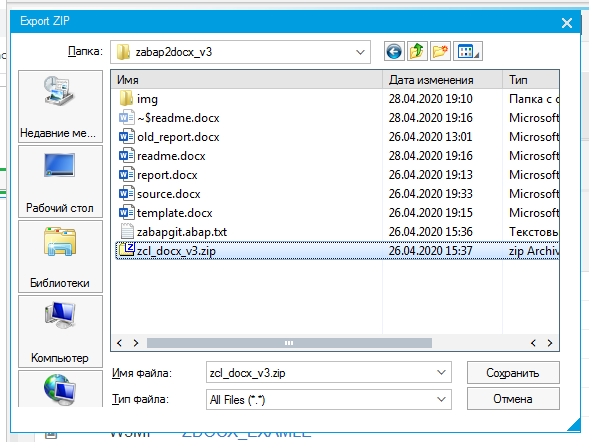 Export ZIP
Папка: zabap2docx_v3
Имя Дата изменения Тип
img 28.04.2020 19:10 Папка с с
~$readme.docx 28.04.2020 19:16 Microsoft
old_report.docx 26.04.2020 13:01 Microsoft
readme.docx 28.04.2020 19:16 Microsoft
report.docx 26.04.2020 19:13 Microsoft
source.docx 26.04.2020 19:33 Microsoft
template.docx 26.04.2020 19:15 Microsoft
zabapgit.abap.txt 26.04.2020 15:36 Текстовь
zcl_docx_v3.zip 26.04.2020 15:37 zip Archiv
Недавние ме...
Рабочий стол
Библиотеки
Компьютер
Имя файла: zcl_docx_v3.zip Сохранить
Тип файла: All Files (*.*) Отмена